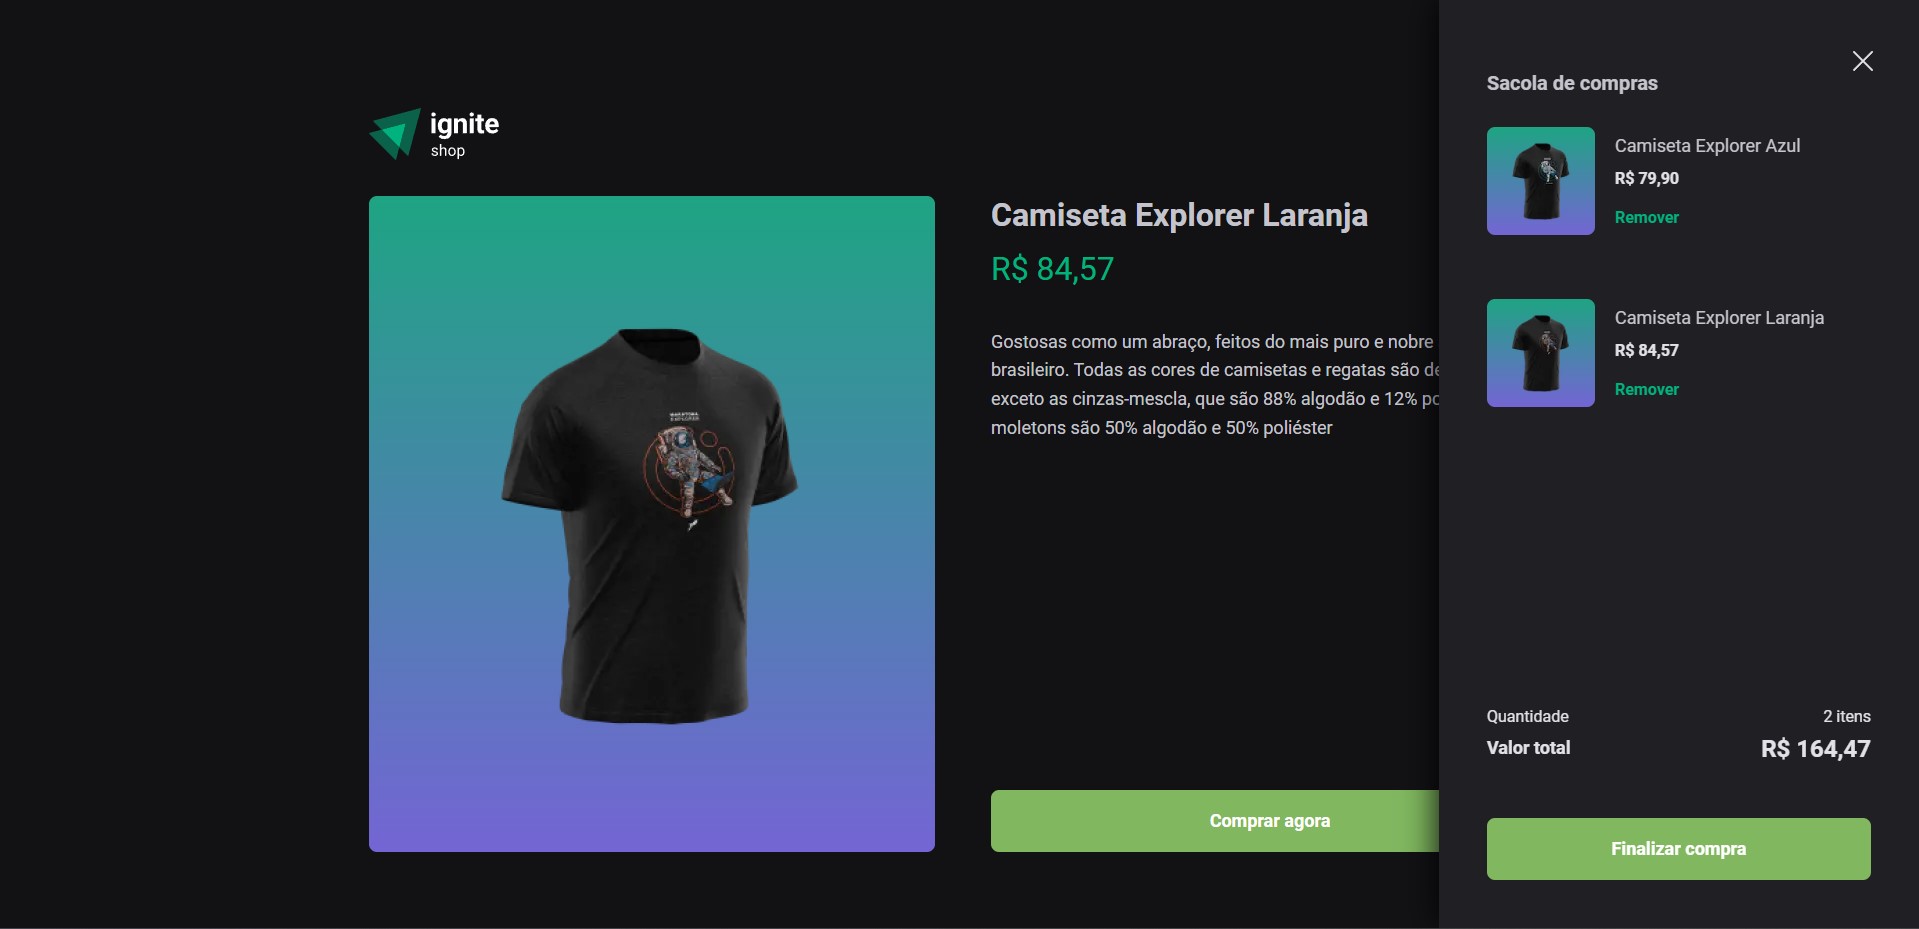 ignite
shop
Camiseta Explorer Laranja
R$ 84,57
Gostosas como um abraço, feitos do mais puro e nobre
brasileiro. Todas as cores de camisetas e regatas são de
exceto as cinzas-mescla, que são 88% algodão e 12% po
moletons são 50% algodão e 50% poliéster
Comprar agora
Sacola de compras
Camiseta Explorer Azul
R$ 79,90
Remover
Camiseta Explorer Laranja
R$ 84,57
Remover
Quantidade 2 itens
Valor total R$ 164,47
Finalizar compra